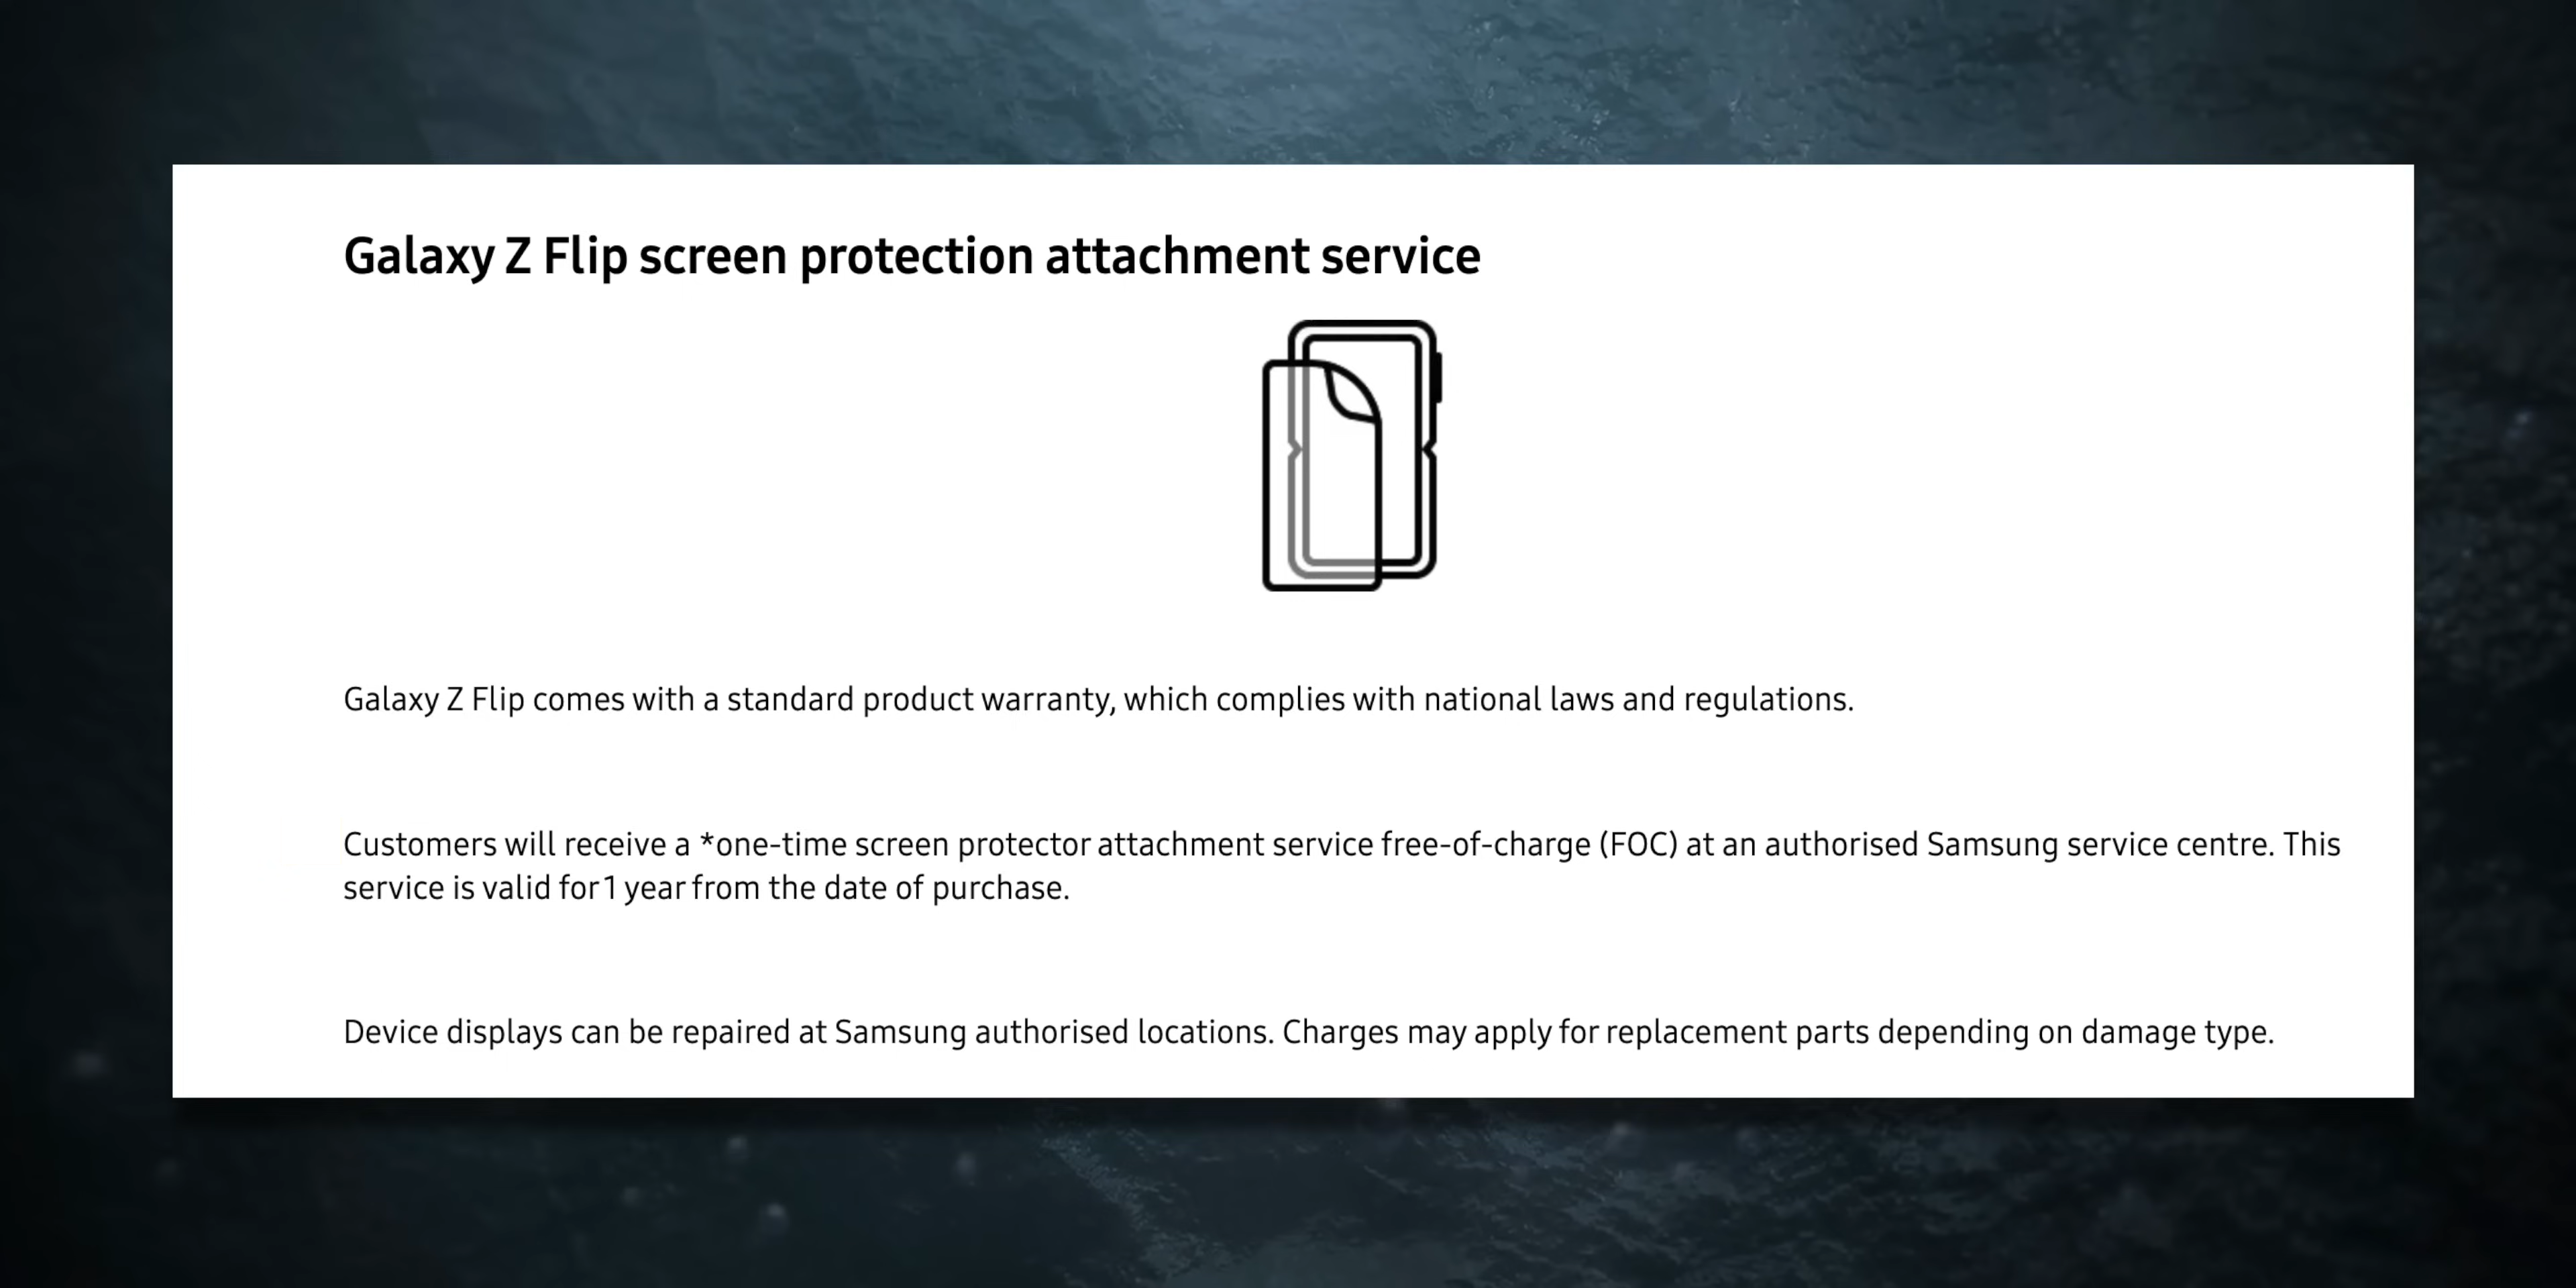 Galaxy Z Flip screen protection attachment service
Galaxy Z Flip comes with a standard product warranty, which complies with national laws and regulations.
Customers will receive a *one-time screen protector attachment service free-of-charge (FOC) at an authorised Samsung service centre. This
service is valid for 1 year from the date of purchase.
Device displays can be repaired at Samsung authorised locations. Charges may apply for replacement parts depending on damage type.